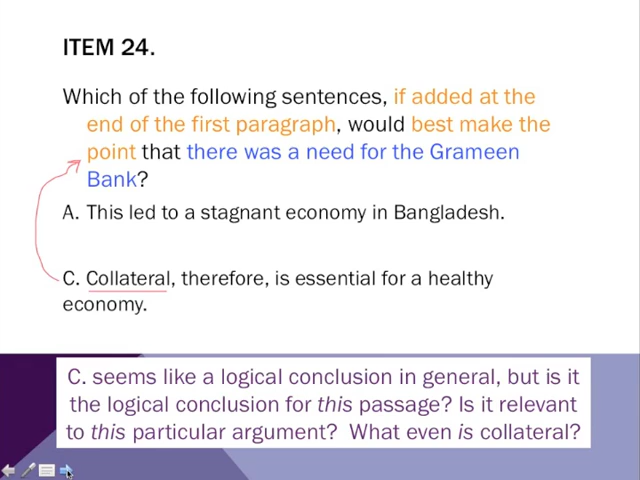 ITEM 24.
Which of the following sentences, if added at the
end of the first paragraph, would best make the
point that there was a need for the Grameen
Bank?
A. This led to a stagnant economy in Bangladesh.
C. Collateral, therefore, is essential for a healthy
economy.
C. seems like a logical conclusion in general, but is it
the logical conclusion for this passage? Is it relevant
to this particular argument?  What even is collateral?